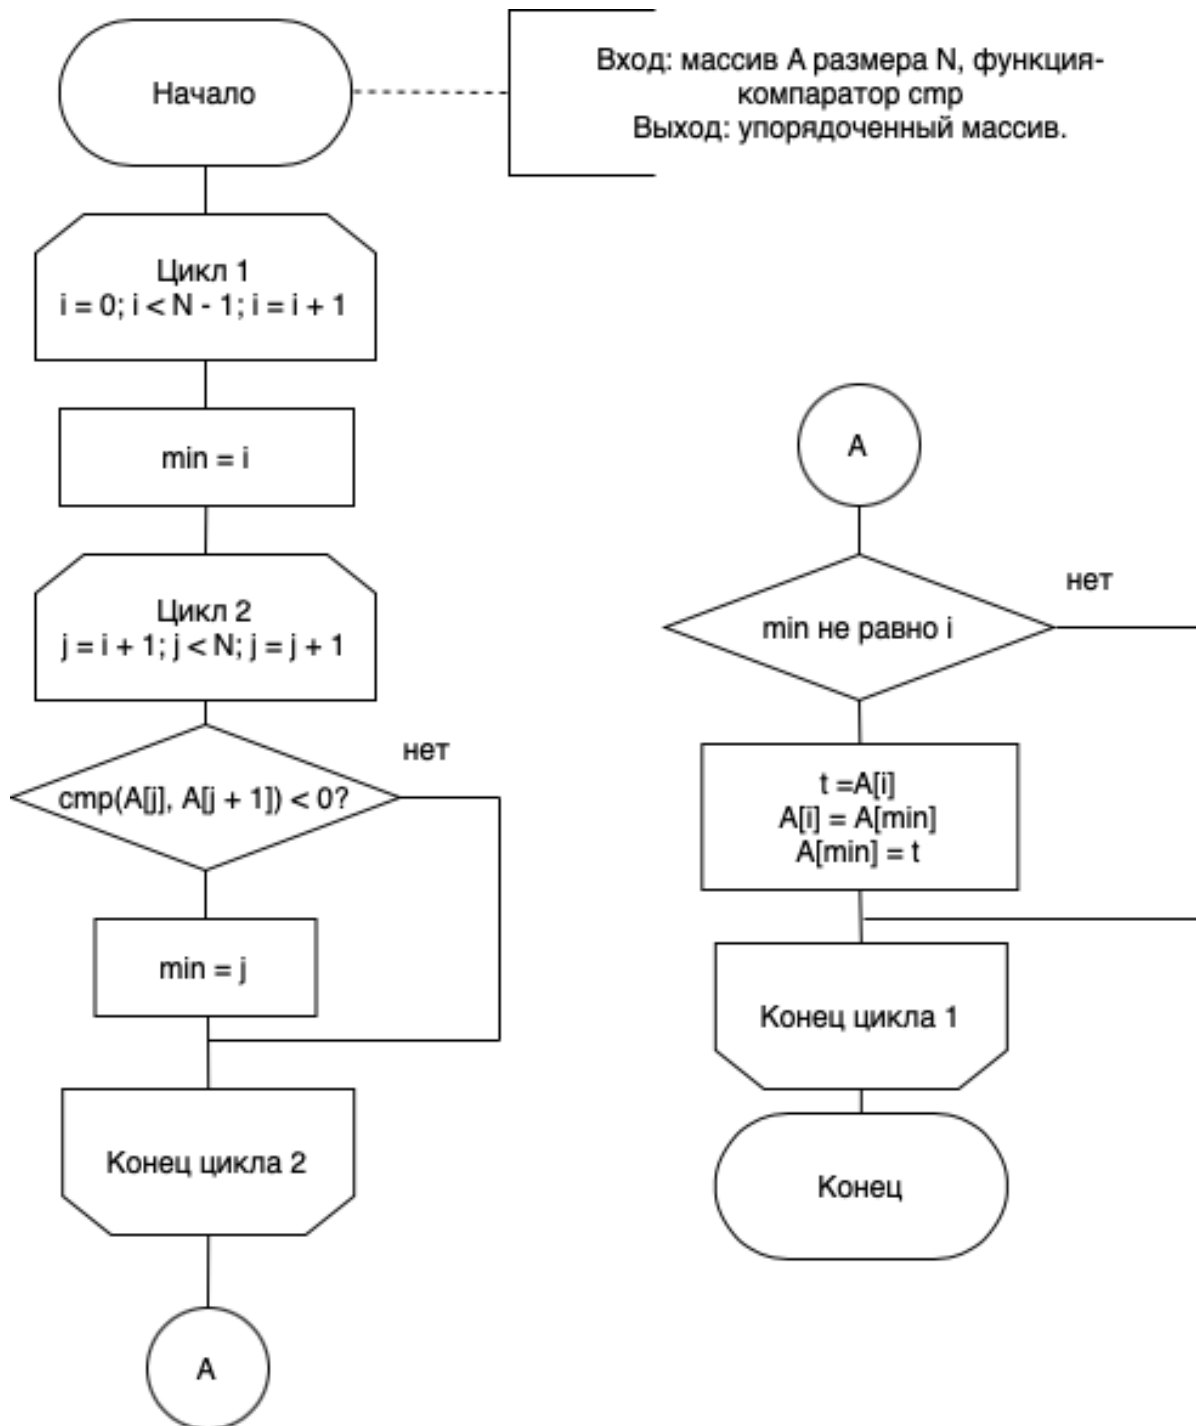 Начало
Вход: массив A размера N, функция-
компаратор cmp
Выход: упорядоченный массив.
Цикл 1
i = 0; i < N - 1; i = i + 1
min = i
Цикл 2
j = i + 1; j < N; j = j + 1
cmp(A[j], A[j + 1]) < 0?
нет
min = j
Конец цикла 2
A
A
min не равно i
нет
t =A[i]
A[i] = A[min]
A[min] = t
Конец цикла 1
Конец